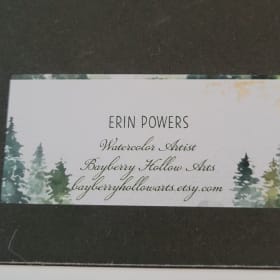 ERIN POWERS
Watercolor Artist
Bayberry Hollow Arts
bayberryhollowarts.etsy.com